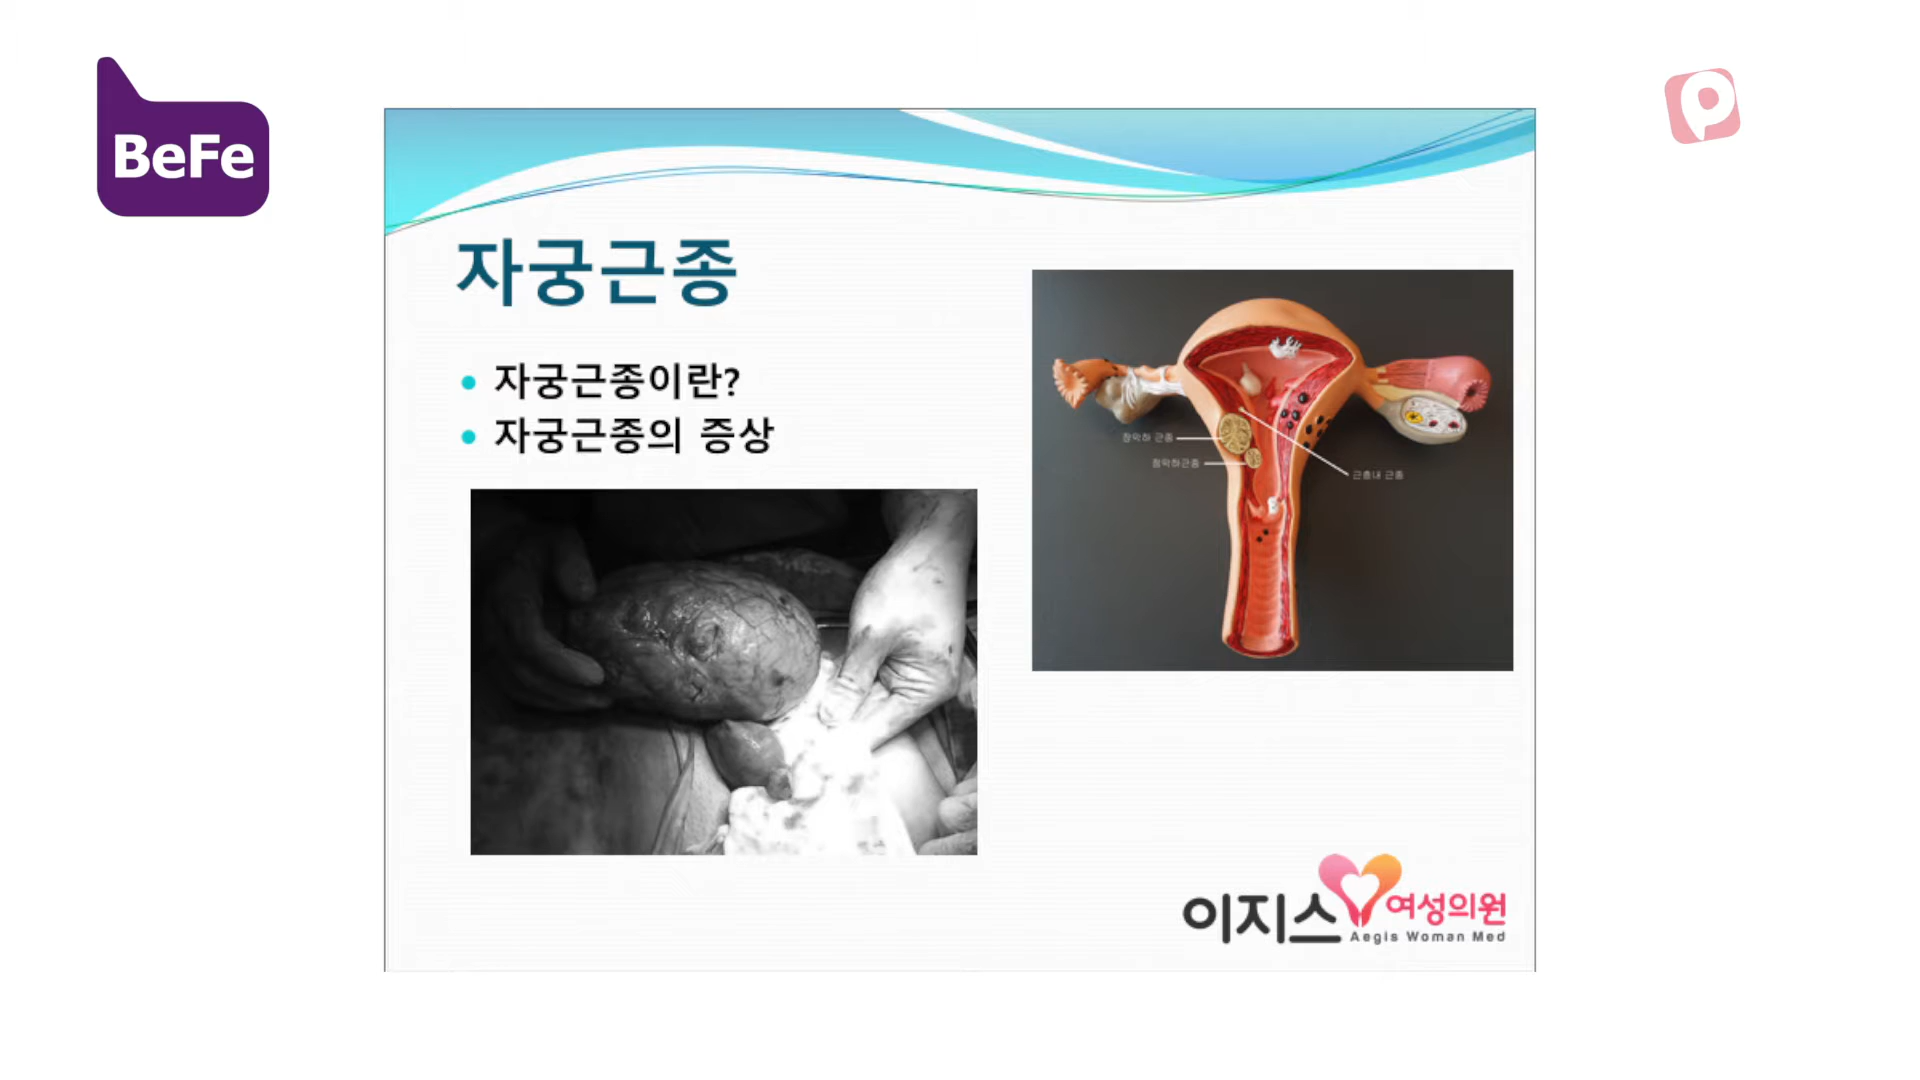 BeFe
자궁근종
자궁근종이란?
자궁근종의 증상
장막하 근종
점막하근종
근층내 근종
이지스 여성의원
Aegis Woman Med